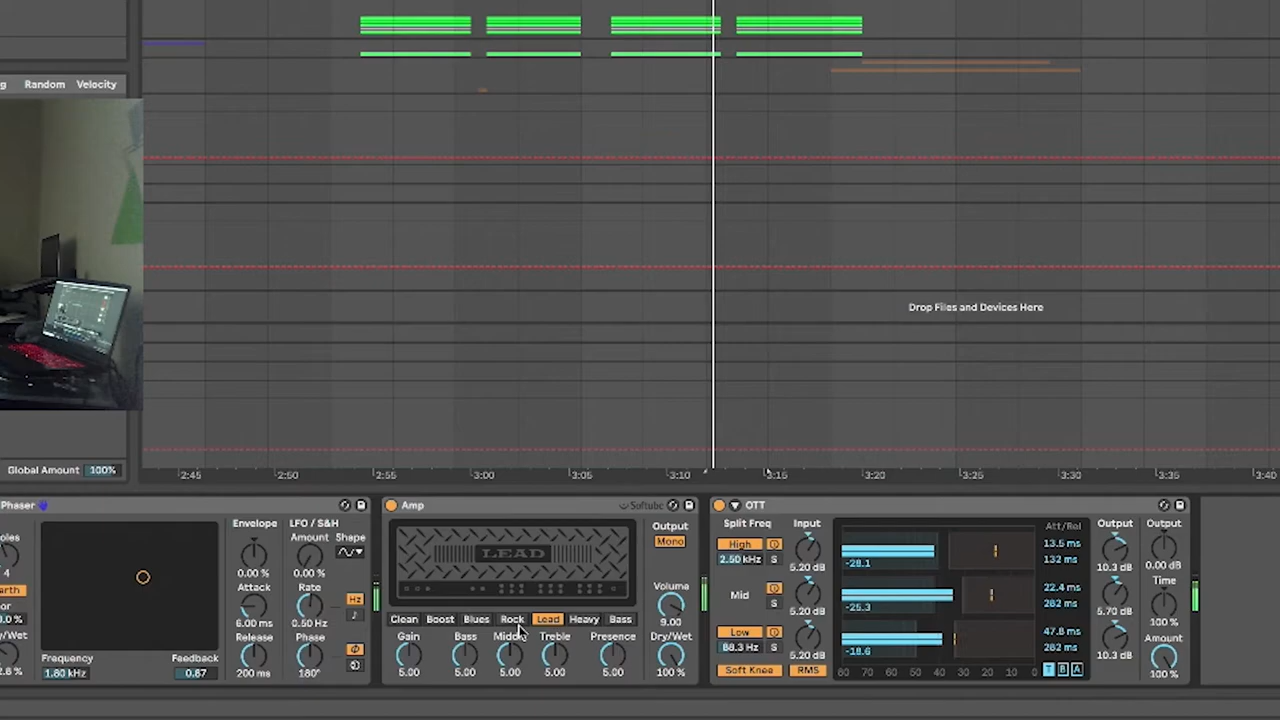 Random Velocity
Drop Files and Devices Here
Global Amount 100%
2:45 2:50 2:55 3:00 3:05 3:10 3:15 3:20 3:25 3:30 3:35 3:40
Phaser
Envelope
0.00 %
Attack
6.00 ms
Release
200 ms
LFO / S&H
Amount Shape
0.00 %
Rate
Hz
0.50 Hz
Phase
180°
4
Frequency Feedback
1.80 kHz 0.87
Amp Softube
LEAD
Clean Boost Blues Rock Lead Heavy Bass
Gain Bass Middle Treble Presence
5.00 5.00 5.00 5.00 5.00
Output
Mono
Volume
9.00
Dry/Wet
100 %
OTT
Split Freq Input
High
2.50 kHz S
5.20 dB
Mid
S
5.20 dB
Low
88.3 Hz S
5.20 dB
Soft Knee RMS
-28.1
-25.3
-18.6
80 70 60 50 40 30 20 10 0
Att/Rel
13.5 ms
132 ms
22.4 ms
282 ms
47.8 ms
282 ms
T B A
Output
10.3 dB
5.70 dB
10.3 dB
Output
0.00 dB
Time
100 %
Amount
100 %